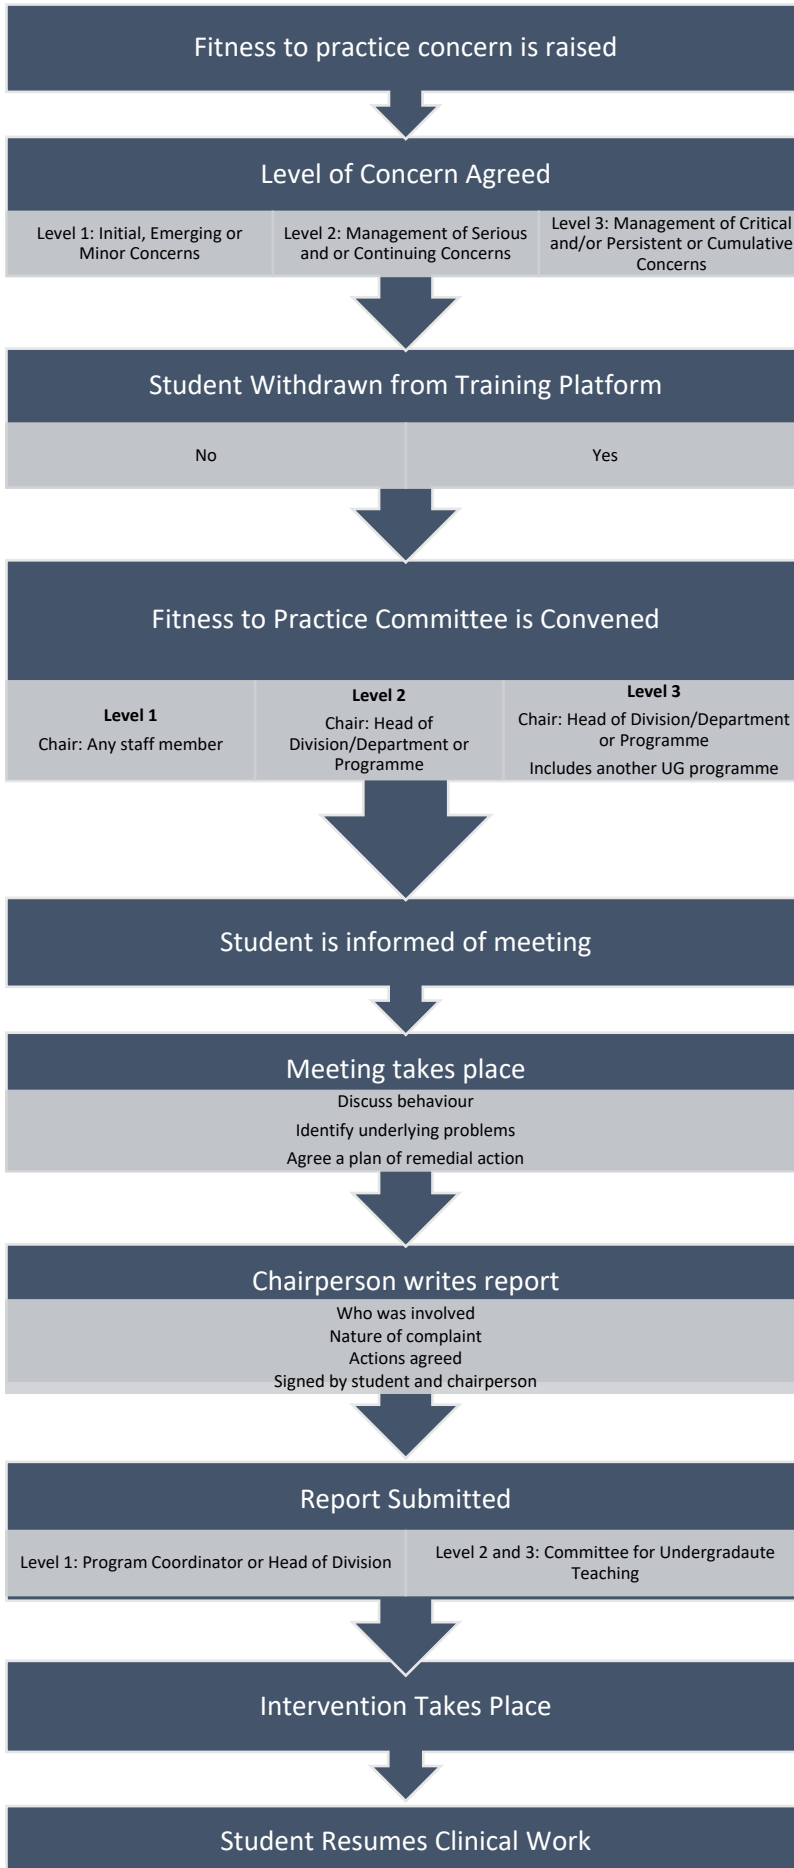 Fitness to practice concern is raised
Level of Concern Agreed
Level 1: Initial, Emerging or
Minor Concerns
Level 2: Management of Serious
and or Continuing Concerns
Level 3: Management of Critical
and/or Persistent or Cumulative
Concerns
Student Withdrawn from Training Platform
No
Yes
Fitness to Practice Committee is Convened
Level 1
Chair: Any staff member
Level 2
Chair: Head of
Division/Department or
Programme
Level 3
Chair: Head of Division/Department
or Programme
Includes another UG programme
Student is informed of meeting
Meeting takes place
Discuss behaviour
Identify underlying problems
Agree a plan of remedial action
Chairperson writes report
Who was involved
Nature of complaint
Actions agreed
Signed by student and chairperson
Report Submitted
Level 1: Program Coordinator or Head of Division
Level 2 and 3: Committee for Undergradaute
Teaching
Intervention Takes Place
Student Resumes Clinical Work